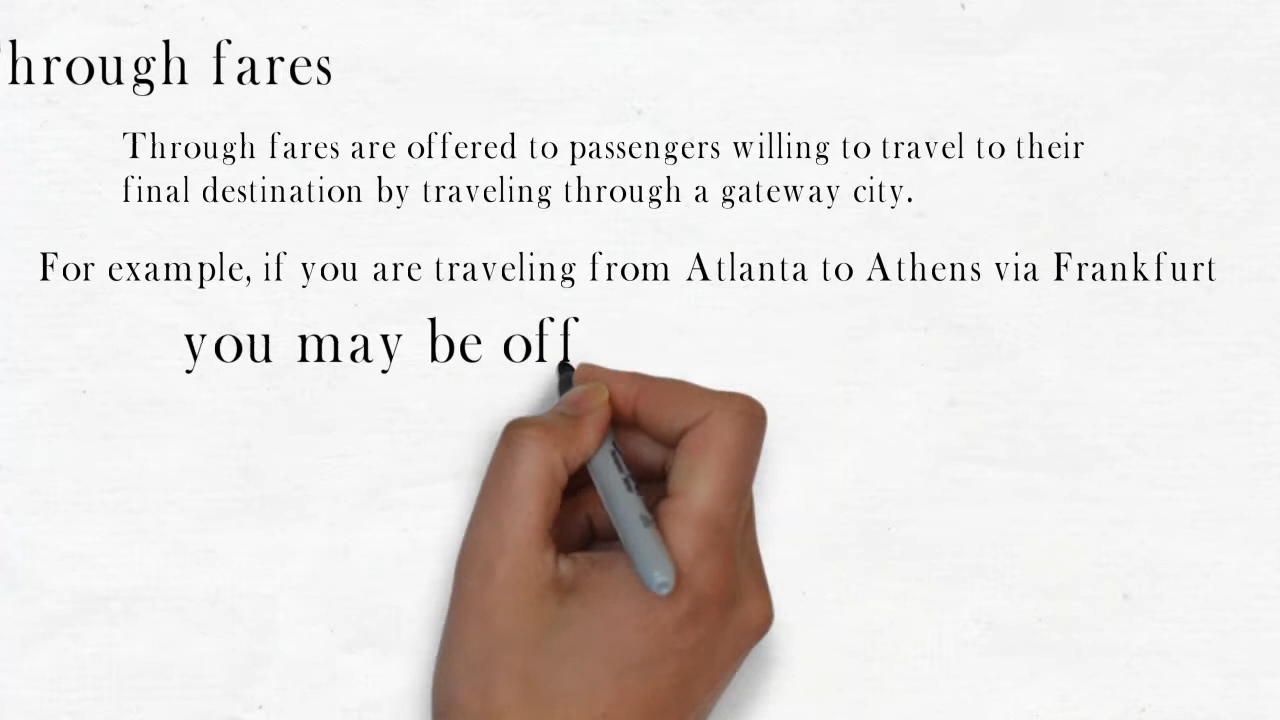 Through fares
Through fares are offered to passengers willing to travel to their
final destination by traveling through a gateway city.
For example, if you are traveling from Atlanta to Athens via Frankfurt
you may be off